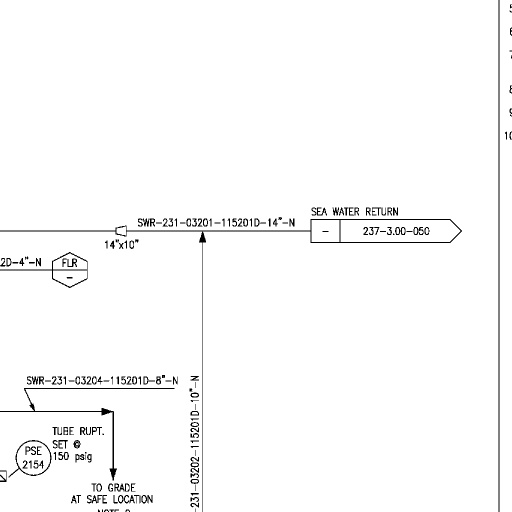 5
6
7
8
9
10
SWR-231-03201-115201D-14"-N
SEA WATER RETURN
- 237-3.00-050
14"x10"
2D-4"-N
FLR
-
SWR-231-03204-115201D-8"-N
231-03202-115201D-10"-N
TUBE RUPT.
SET @
150 psig
PSE
2154
TO GRADE
AT SAFE LOCATION